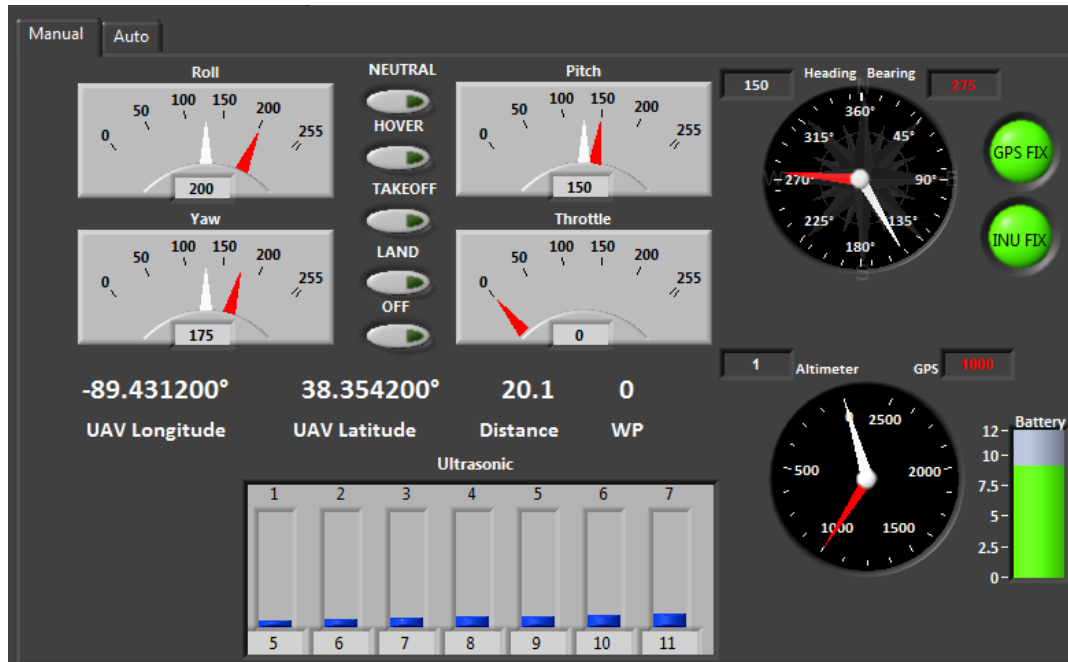 Manual Auto
Roll
0 50 100 150 200 255
200
Yaw
0 50 100 150 200 255
175
NEUTRAL
HOVER
TAKEOFF
LAND
OFF
Pitch
0 50 100 150 200 255
150
Throttle
0 50 100 150 200 255
0
150 Heading Bearing 275
N
360°
315° 45°
W 270° 90° E
225° 135°
180°
S
GPS FIX
INU FIX
-89.431200° 38.354200° 20.1 0
UAV Longitude UAV Latitude Distance WP
1 Altimeter GPS 1000
2500
500 2000
1000 1500
Battery
12
10
7.5
5
2.5
0
Ultrasonic
1 2 3 4 5 6 7
5 6 7 8 9 10 11